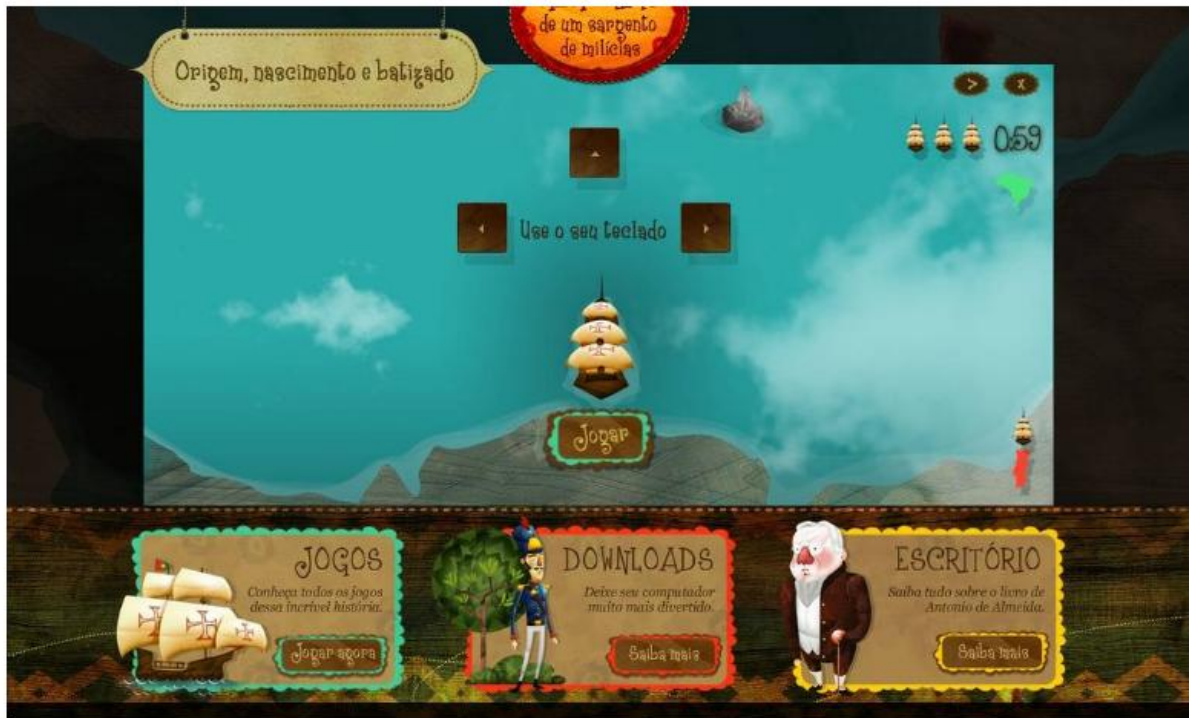 de um sargento
de milícias
Origem, nascimento e batizado
0:59
Use o seu teclado
Jogar
JOGOS
Conheça todos os jogos
dessa incrível história.
Jogar agora
DOWNLOADS
Deixe seu computador
muito mais divertido.
Saiba mais
ESCRITÓRIO
Saiba tudo sobre o livro de
Antonio de Almeida.
Saiba mais